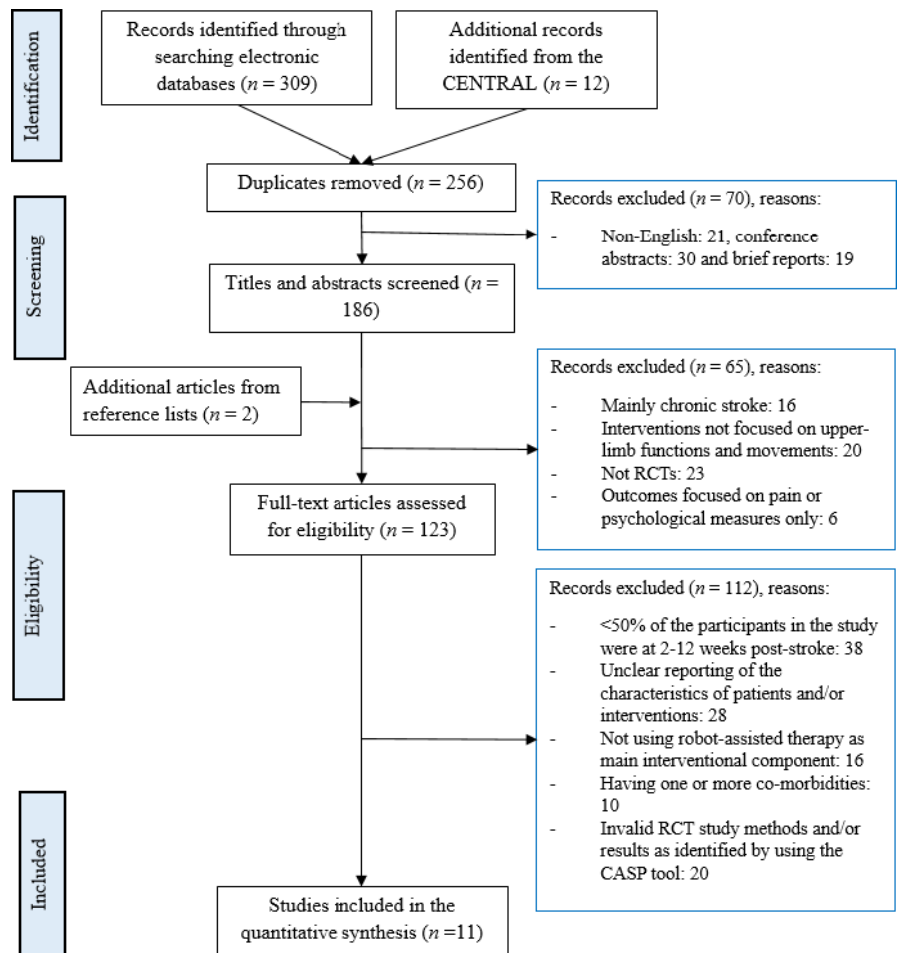 Identification
Records identified through
searching electronic
databases (n = 309)
Additional records
identified from the
CENTRAL (n = 12)
Duplicates removed (n = 256)
Records excluded (n = 70), reasons:
- Non-English: 21, conference
abstracts: 30 and brief reports: 19
Screening
Titles and abstracts screened (n =
186)
Additional articles from
reference lists (n = 2)
Records excluded (n = 65), reasons:
- Mainly chronic stroke: 16
- Interventions not focused on upper-
limb functions and movements: 20
- Not RCTs: 23
- Outcomes focused on pain or
psychological measures only: 6
Eligibility
Full-text articles assessed
for eligibility (n = 123)
Records excluded (n = 112), reasons:
- <50% of the participants in the study
were at 2-12 weeks post-stroke: 38
- Unclear reporting of the
characteristics of patients and/or
interventions: 28
- Not using robot-assisted therapy as
main interventional component: 16
- Having one or more co-morbidities:
10
- Invalid RCT study methods and/or
results as identified by using the
CASP tool: 20
Included
Studies included in the
quantitative synthesis (n =11)